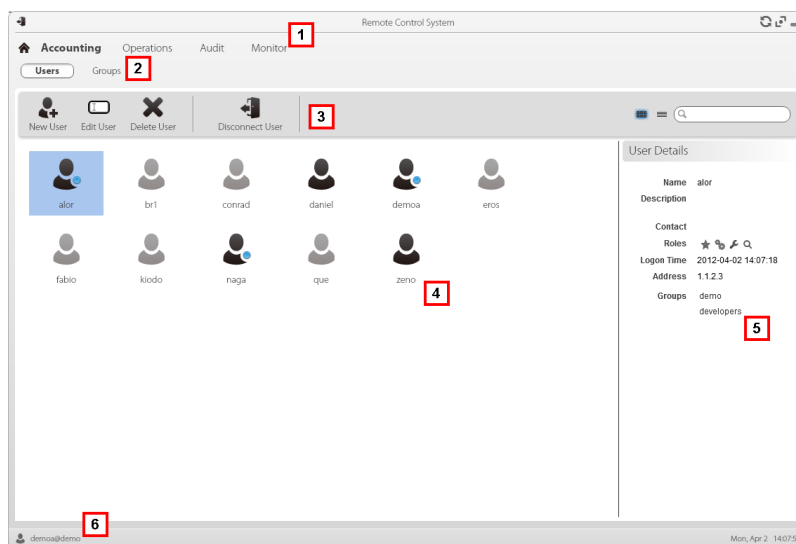 Remote Control System
1
Accounting Operations Audit Monitor
Users Groups 2
New User Edit User Delete User Disconnect User 3
User Details
alor br1 conrad daniel demoa eros
fabio kiodo naga que zeno
4
Name alor
Description
Contact
Roles
Logon Time 2012-04-02 14:07:18
Address 1.1.2.3
Groups demo
developers
5
6
demoa@demo
Mon, Apr 2 14:07:5